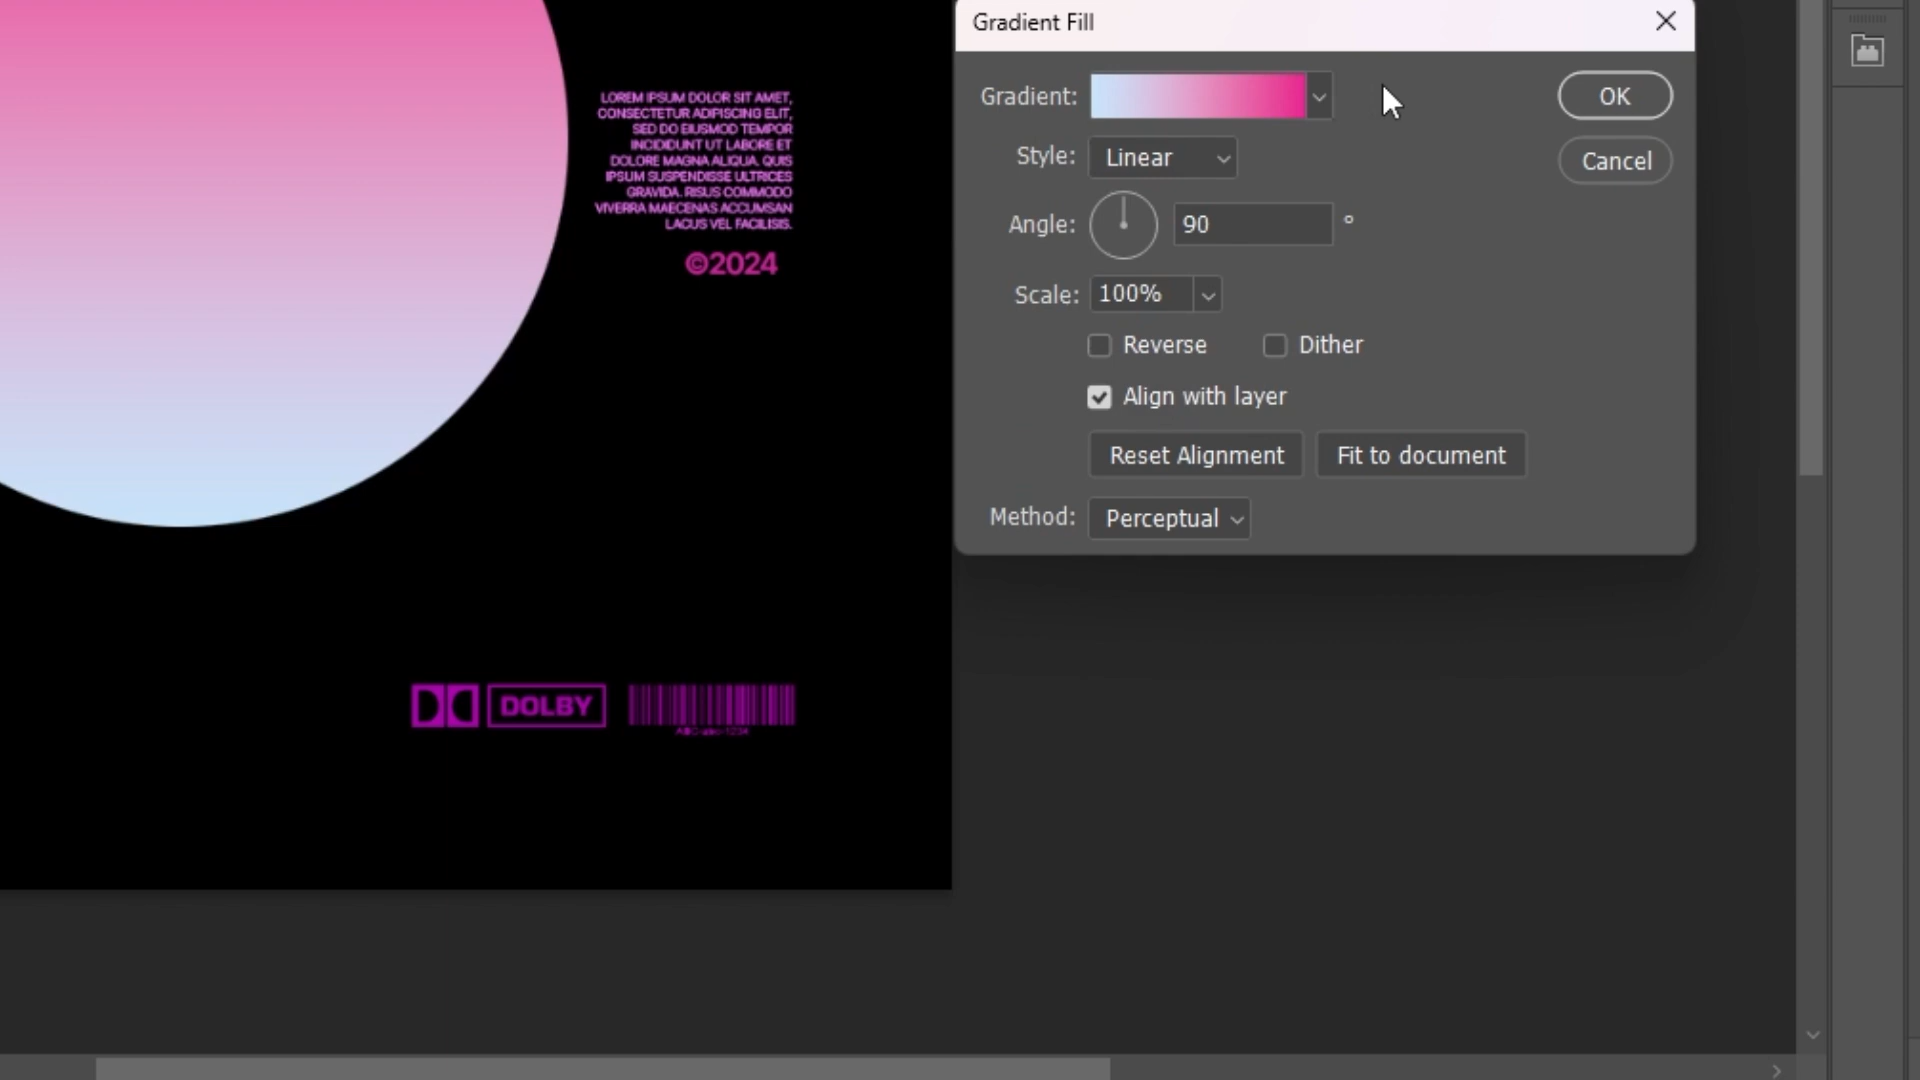 LOREM IPSUM DOLOR SIT AMET,
CONSECTETUR ADIPISCING ELIT,
SED DO EIUSMOD TEMPOR
INCIDIDUNT UT LABORE ET
DOLORE MAGNA ALIQUA. QUIS
IPSUM SUSPENDISSE ULTRICES
GRAVIDA. RISUS COMMODO
VIVERRA MAECENAS ACCUMSAN
LACUS VEL FACILISIS.
©2024
DOLBY
Gradient Fill
Gradient:
OK
Style: Linear
Cancel
Angle: 90 °
Scale: 100%
Reverse Dither
Align with layer
Reset Alignment Fit to document
Method: Perceptual